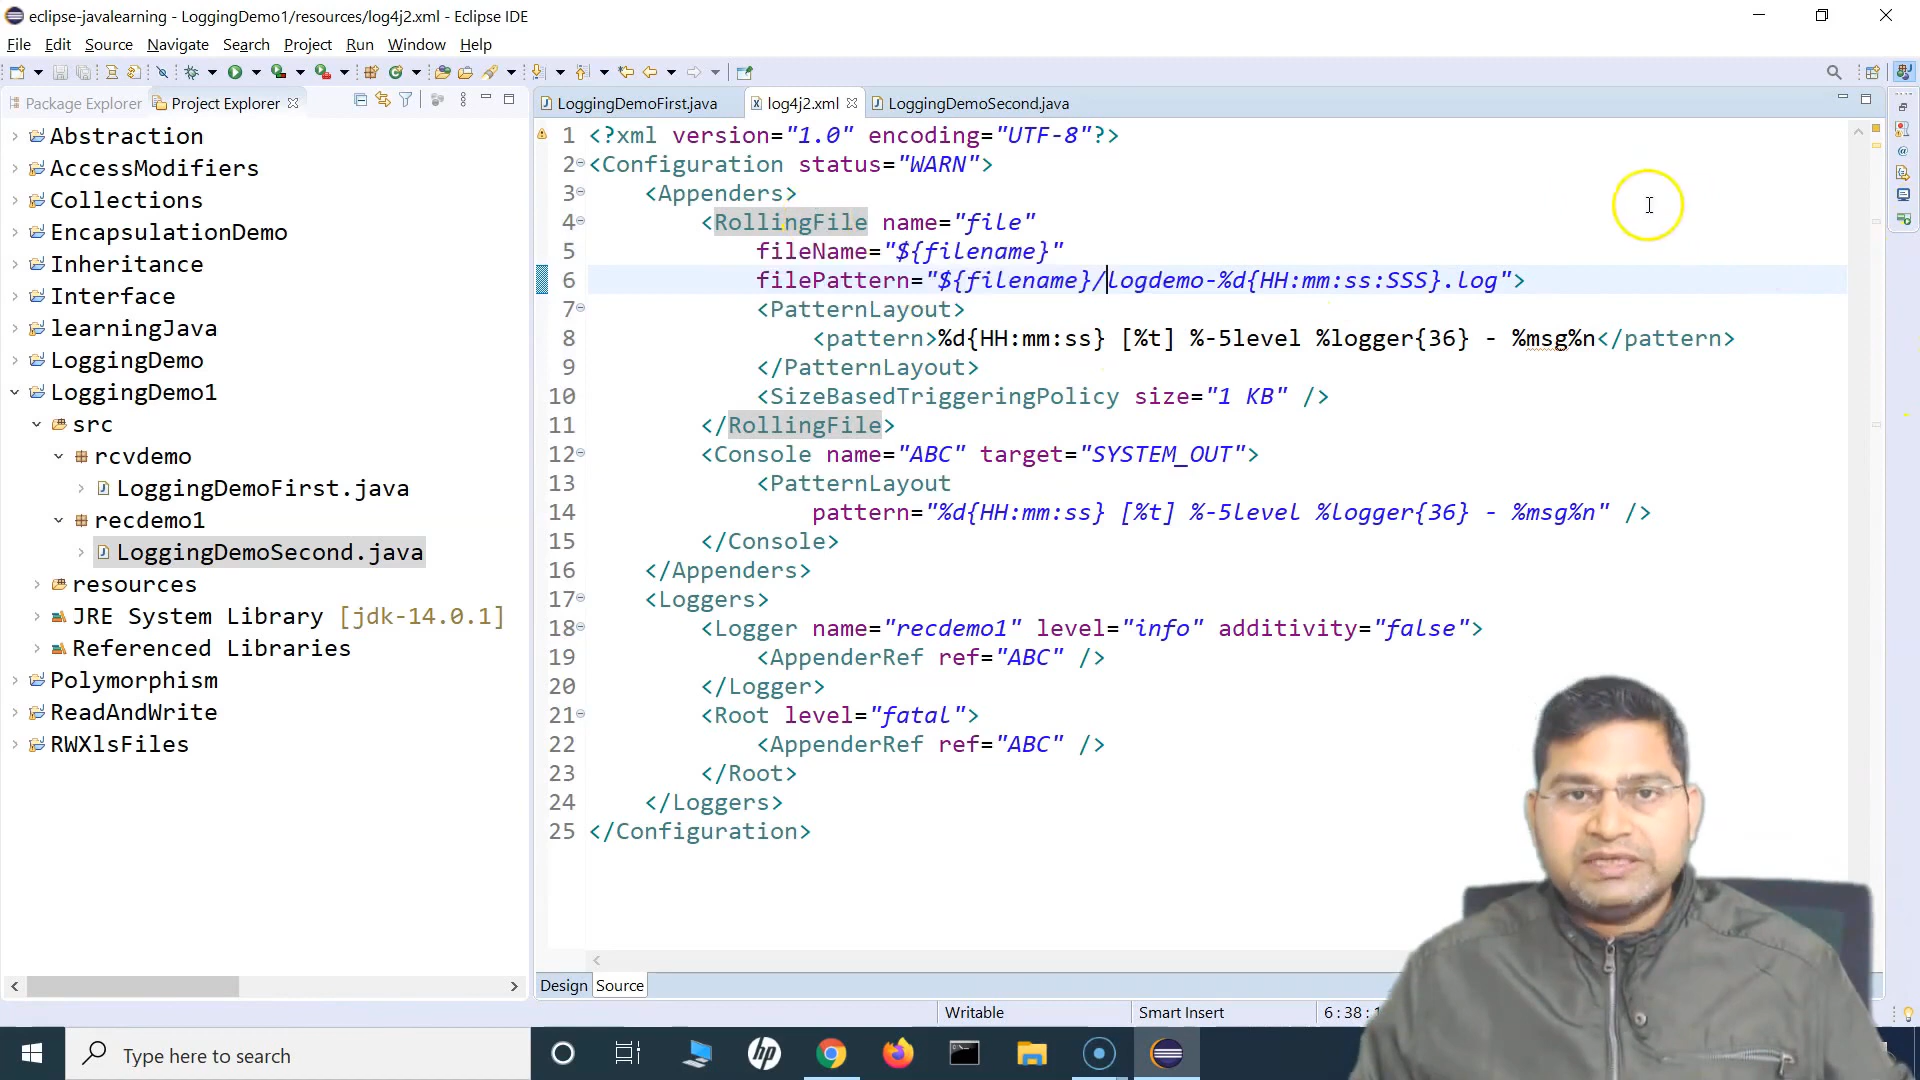 eclipse-javalearning - LoggingDemo1/resources/log4j2.xml - Eclipse IDE
File Edit Source Navigate Search Project Run Window Help
Package Explorer Project Explorer
LoggingDemoFirst.java log4j2.xml LoggingDemoSecond.java
Abstraction
AccessModifiers
Collections
EncapsulationDemo
Inheritance
Interface
learningJava
LoggingDemo
LoggingDemo1
src
rcvdemo
LoggingDemoFirst.java
recdemo1
LoggingDemoSecond.java
resources
JRE System Library [jdk-14.0.1]
Referenced Libraries
Polymorphism
ReadAndWrite
RWXlsFiles
1 <?xml version="1.0" encoding="UTF-8"?>
2 <Configuration status="WARN">
3 <Appenders>
4 <RollingFile name="file"
5 fileName="${filename}"
6 filePattern="${filename}/logdemo-%d{HH:mm:ss:SSS}.log">
7 <PatternLayout>
8 <pattern>%d{HH:mm:ss} [%t] %-5level %logger{36} - %msg%n</pattern>
9 </PatternLayout>
10 <SizeBasedTriggeringPolicy size="1 KB" />
11 </RollingFile>
12 <Console name="ABC" target="SYSTEM_OUT">
13 <PatternLayout
14 pattern="%d{HH:mm:ss} [%t] %-5level %logger{36} - %msg%n" />
15 </Console>
16 </Appenders>
17 <Loggers>
18 <Logger name="recdemo1" level="info" additivity="false">
19 <AppenderRef ref="ABC" />
20 </Logger>
21 <Root level="fatal">
22 <AppenderRef ref="ABC" />
23 </Root>
24 </Loggers>
25 </Configuration>
Design Source
Writable Smart Insert 6 : 38 :
Type here to search
hp